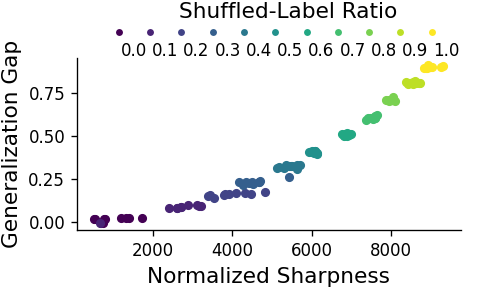 Shuffled-Label Ratio
0.0 0.1 0.2 0.3 0.4 0.5 0.6 0.7 0.8 0.9 1.0
Generalization Gap
0.75
0.50
0.25
0.00
2000 4000 6000 8000
Normalized Sharpness